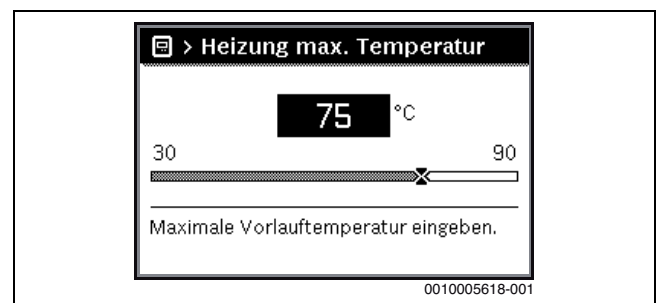 > Heizung max. Temperatur
75 °C
30 90
Maximale Vorlauftemperatur eingeben.
0010005618-001